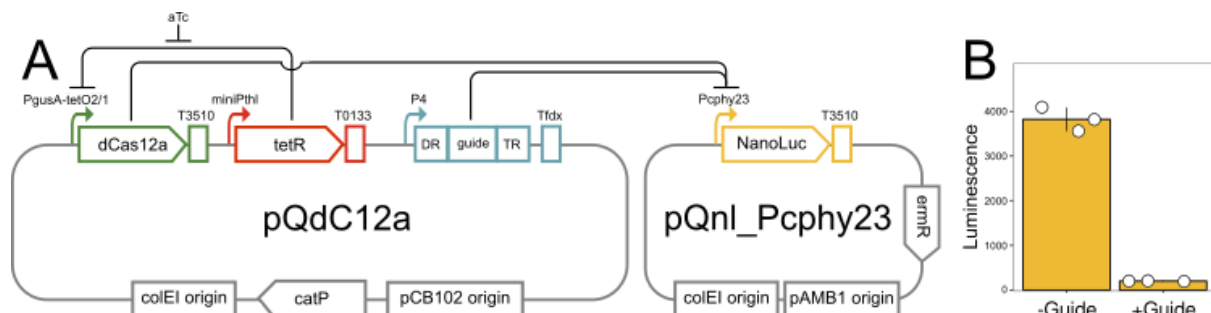 A
aTc
PgusA-tetO2/1
T3510
miniPthl
T0133
P4
Tfdx
dCas12a
tetR
DR
guide
TR
pQdC12a
colEI origin
catP
pCB102 origin
Pcphy23
T3510
NanoLuc
pQnl_Pcphy23
ermR
colEI origin
pAMB1 origin
B
Luminescence
4000
3000
2000
1000
0
-Guide
+Guide